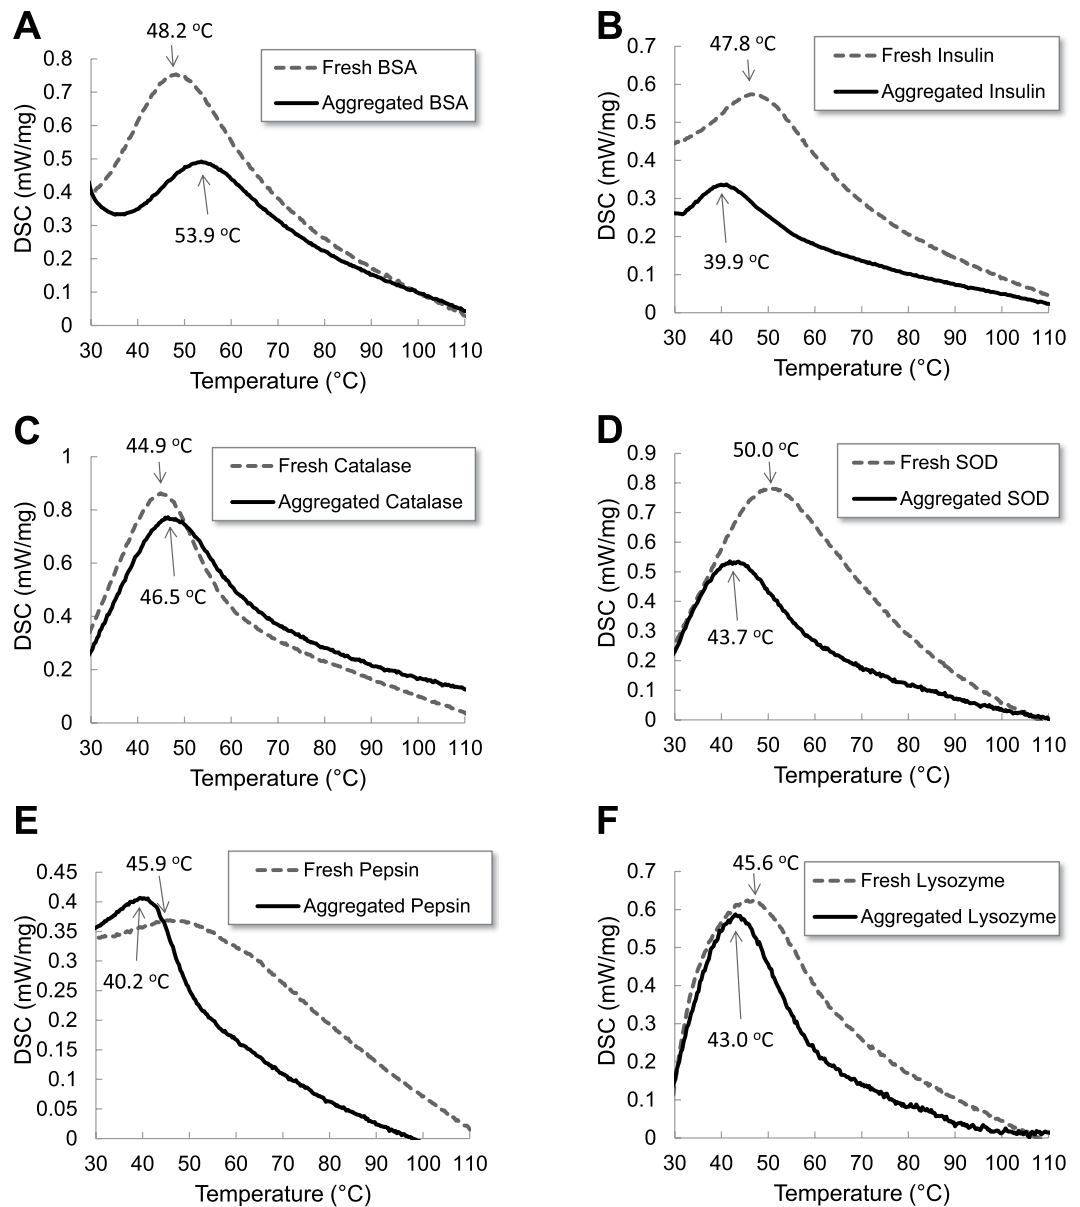 A
48.2 °C
Fresh BSA
Aggregated BSA
DSC (mW/mg)
0.8
0.7
0.6
0.5
0.4
0.3
0.2
0.1
0
53.9 °C
30 40 50 60 70 80 90 100 110
Temperature (°C)
B
47.8 °C
Fresh Insulin
Aggregated Insulin
DSC (mW/mg)
0.7
0.6
0.5
0.4
0.3
0.2
0.1
0
39.9 °C
30 40 50 60 70 80 90 100 110
Temperature (°C)
C
44.9 °C
Fresh Catalase
Aggregated Catalase
DSC (mW/mg)
1
0.8
0.6
0.4
0.2
0
46.5 °C
30 40 50 60 70 80 90 100 110
Temperature (°C)
D
50.0 °C
Fresh SOD
Aggregated SOD
DSC (mW/mg)
0.9
0.8
0.7
0.6
0.5
0.4
0.3
0.2
0.1
0
43.7 °C
30 40 50 60 70 80 90 100 110
Temperature (°C)
E
45.9 °C
Fresh Pepsin
Aggregated Pepsin
DSC (mW/mg)
0.45
0.4
0.35
0.3
0.25
0.2
0.15
0.1
0.05
0
40.2 °C
30 40 50 60 70 80 90 100 110
Temperature (°C)
F
45.6 °C
Fresh Lysozyme
Aggregated Lysozyme
DSC (mW/mg)
0.7
0.6
0.5
0.4
0.3
0.2
0.1
0
43.0 °C
30 40 50 60 70 80 90 100 110
Temperature (°C)